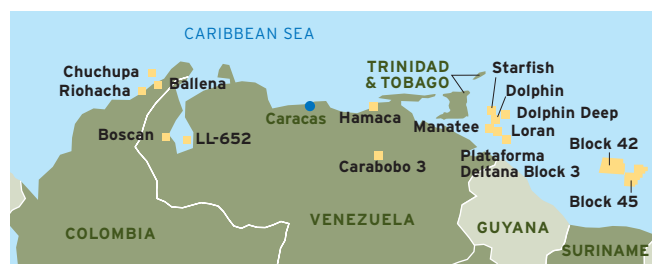 CARIBBEAN SEA
Chuchupa
Riohacha
Ballena
TRINIDAD
& TOBAGO
Starfish
Dolphin
Dolphin Deep
Caracas
Hamaca
Manatee
Loran
Boscan
LL-652
Plataforma
Deltana Block 3
Block 42
Carabobo 3
Block 45
COLOMBIA
VENEZUELA
GUYANA
SURINAME